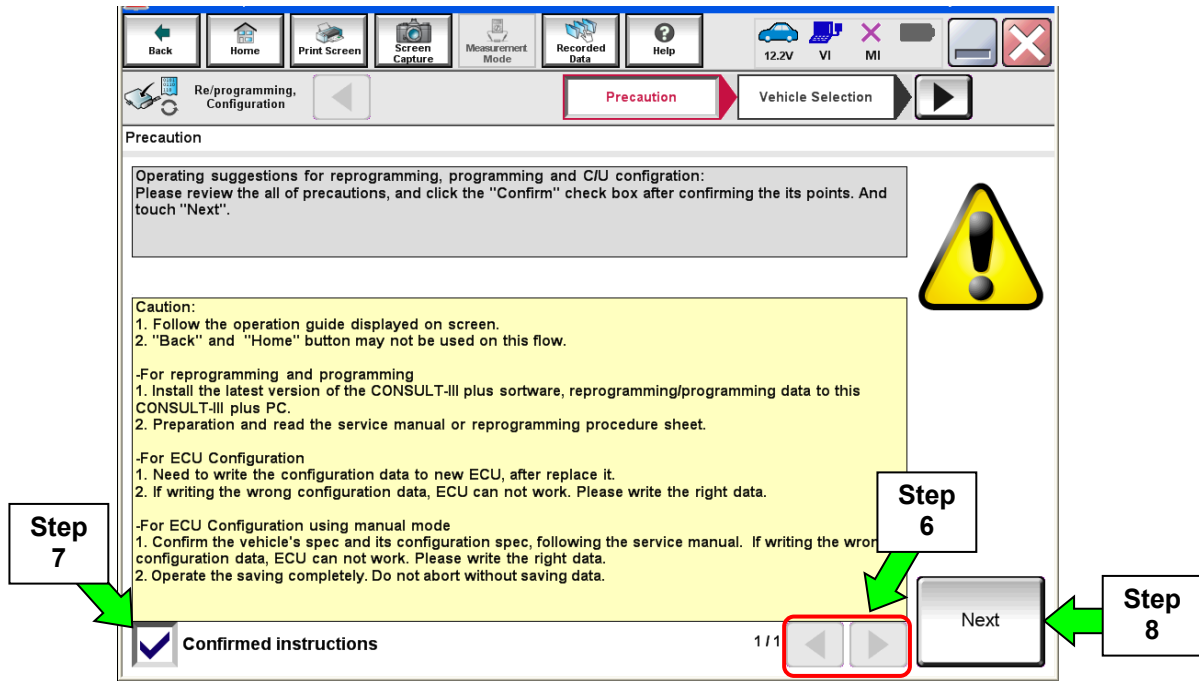 Back
Home
Print Screen
Screen
Capture
Measurement
Mode
Recorded
Data
Help
12.2V
VI
MI
Re/programming,
Configuration
Precaution
Vehicle Selection
Precaution
Operating suggestions for reprogramming, programming and C/U configration:
Please review the all of precautions, and click the "Confirm" check box after confirming the its points. And
touch "Next".
Caution:
1. Follow the operation guide displayed on screen.
2. "Back" and "Home" button may not be used on this flow.
-For reprogramming and programming
1. Install the latest version of the CONSULT-III plus sortware, reprogramming/programming data to this
CONSULT-III plus PC.
2. Preparation and read the service manual or reprogramming procedure sheet.
-For ECU Configuration
1. Need to write the configuration data to new ECU, after replace it.
2. If writing the wrong configuration data, ECU can not work. Please write the right data.
-For ECU Configuration using manual mode
1. Confirm the vehicle's spec and its configuration spec, following the service manual. If writing the wron
configuration data, ECU can not work. Please write the right data.
2. Operate the saving completely. Do not abort without saving data.
Step
6
Step
7
Confirmed instructions
1/1
Next
Step
8